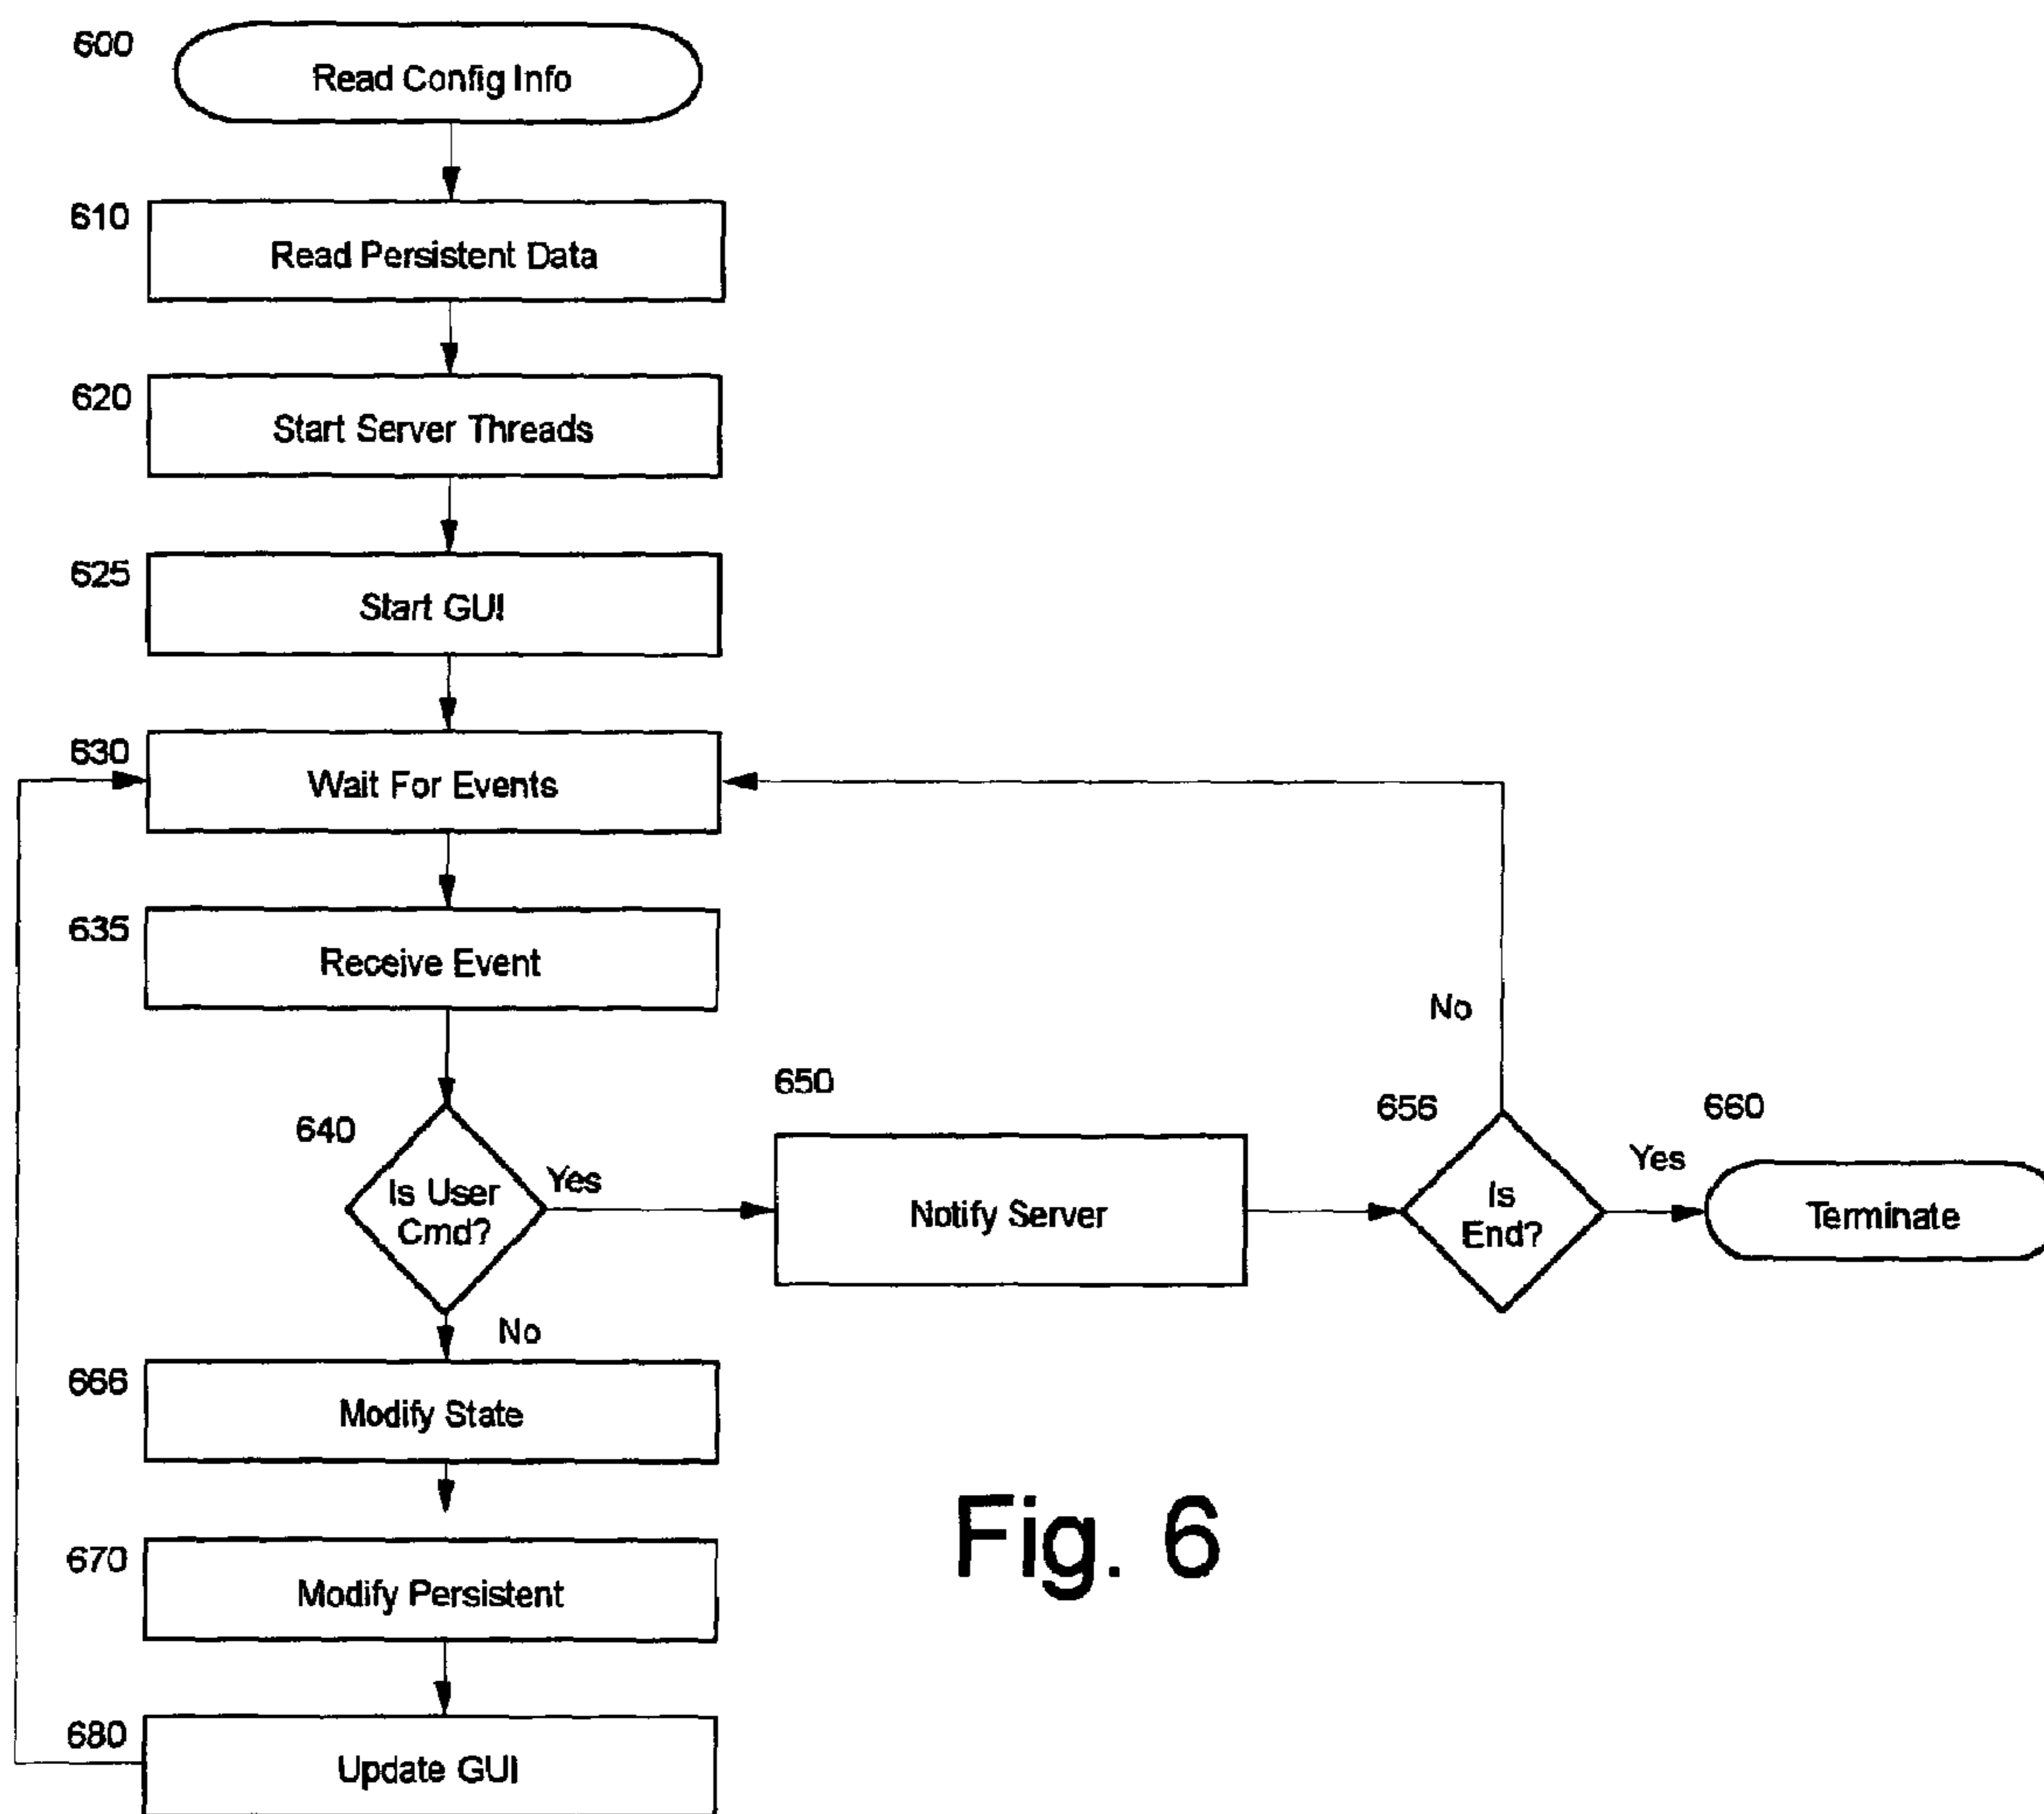 600
Read Config Info
610
Read Persistent Data
620
Start Server Threads
625
Start GUI
630
Wait For Events
635
Receive Event
No
640
Is User
Cmd?
Yes
650
Notify Server
656
Is
End?
Yes
660
Terminate
No
666
Modify State
670
Modify Persistent
680
Update GUI
Fig. 6